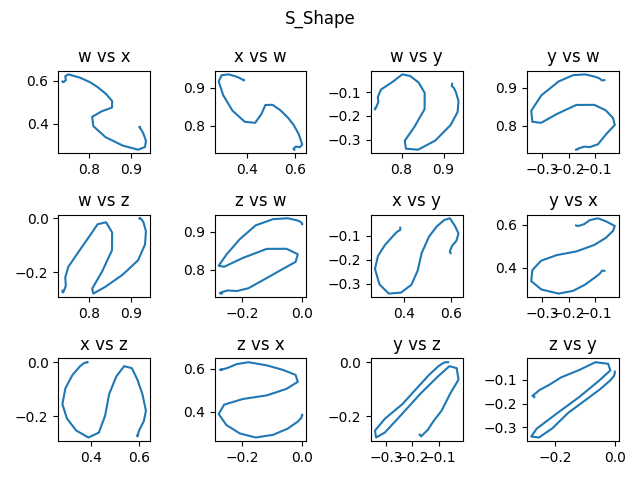 S_Shape
w vs x
x vs w
w vs y
y vs w
0.6
0.4
0.8 0.9
0.9
0.8
0.4 0.6
−0.1
−0.2
−0.3
0.8 0.9
0.9
0.8
−0.3 −0.2 −0.1
w vs z
z vs w
x vs y
y vs x
0.0
−0.2
0.8 0.9
0.9
0.8
−0.2 0.0
−0.1
−0.2
−0.3
0.4 0.6
0.6
0.4
−0.3 −0.2 −0.1
x vs z
z vs x
y vs z
z vs y
0.0
−0.2
0.4 0.6
0.6
0.4
−0.2 0.0
0.0
−0.2
−0.3 −0.2 −0.1
−0.1
−0.2
−0.3
−0.2 0.0